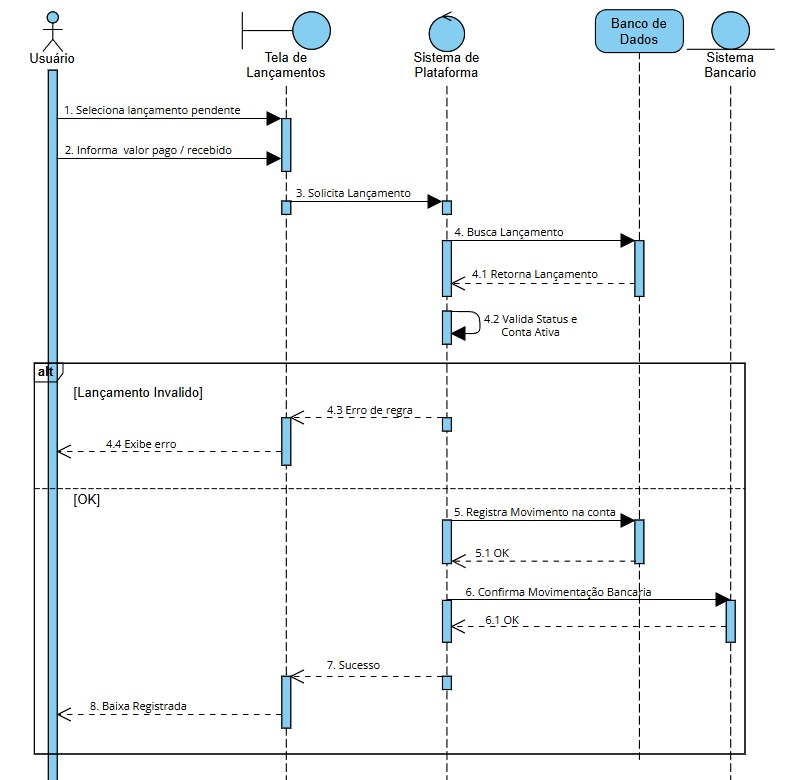 Usuário
Tela de
Lançamentos
Sistema de
Plataforma
Banco de
Dados
Sistema
Bancario
1. Seleciona lançamento pendente
2. Informa valor pago / recebido
3. Solicita Lançamento
4. Busca Lançamento
4.1 Retorna Lançamento
4.2 Valida Status e
Conta Ativa
alt
[Lançamento Invalido]
4.3 Erro de regra
4.4 Exibe erro
[OK]
5. Registra Movimento na conta
5.1 OK
6. Confirma Movimentação Bancaria
6.1 OK
7. Sucesso
8. Baixa Registrada